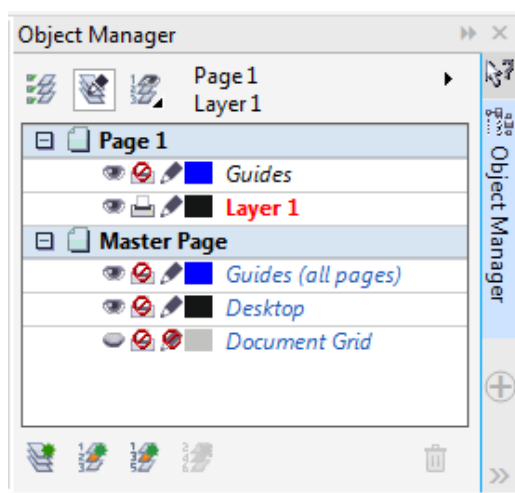 Object Manager
Page 1
Layer 1
Page 1
Guides
Layer 1
Master Page
Guides (all pages)
Desktop
Document Grid
Object Manager